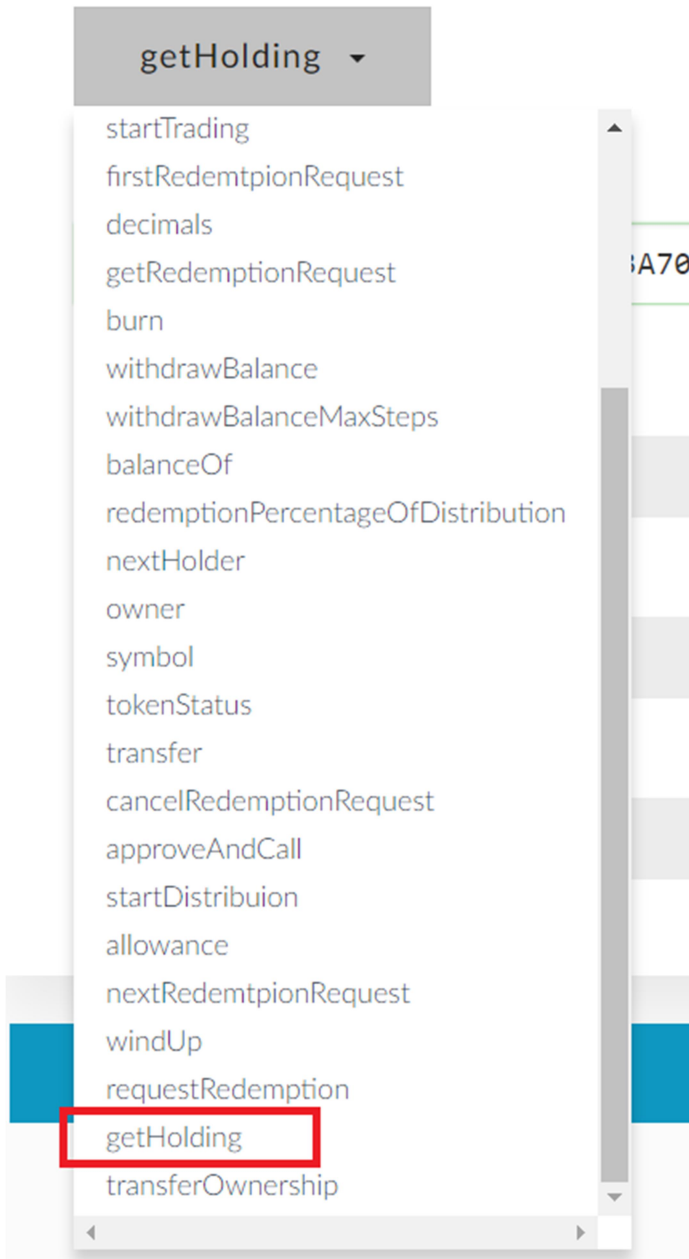 getHolding
startTrading
firstRedemtpionRequest
decimals
getRedemptionRequest
burn
withdrawBalance
withdrawBalanceMaxSteps
balanceOf
redemptionPercentageOfDistribution
nextHolder
owner
symbol
tokenStatus
transfer
cancelRedemptionRequest
approveAndCall
startDistribuion
allowance
nextRedemtpionRequest
windUp
requestRedemption
getHolding
transferOwnership